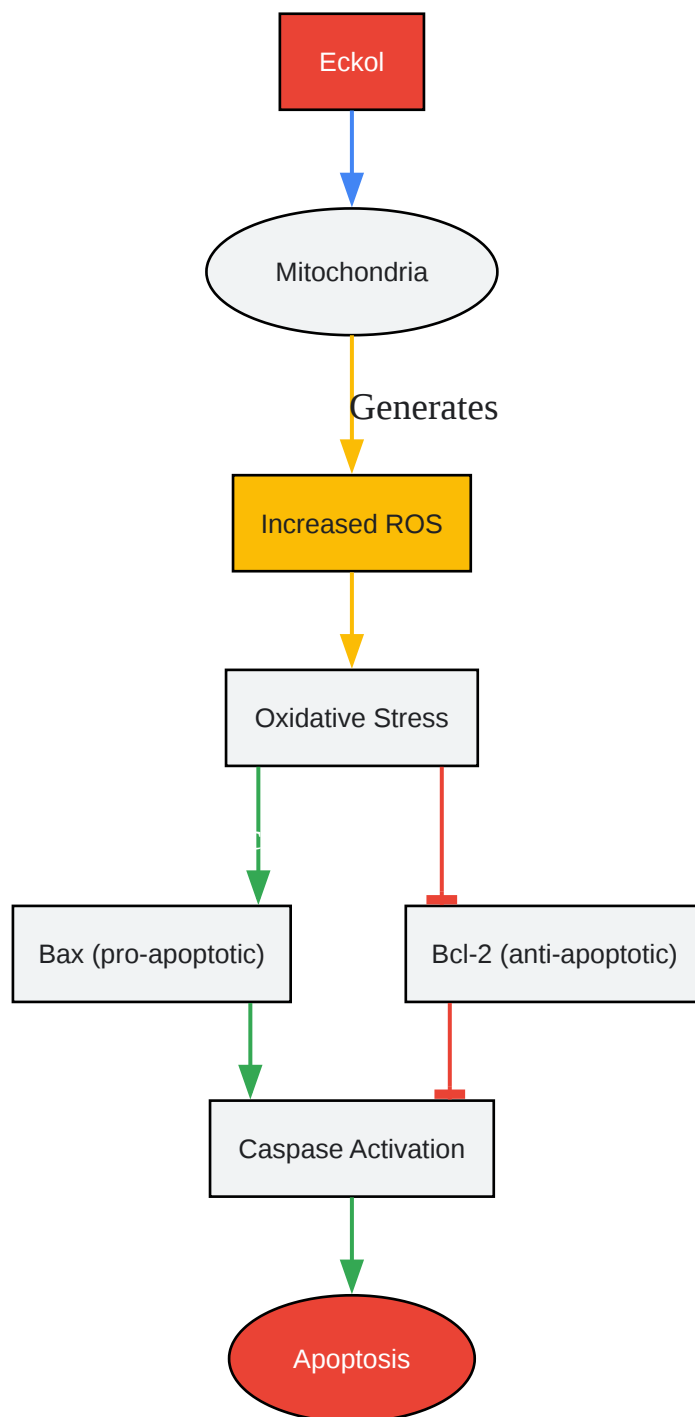 Eckol
Mitochondria
Generates
Increased ROS
Oxidative Stress
Bax (pro-apoptotic)
Bcl-2 (anti-apoptotic)
Caspase Activation
Apoptosis